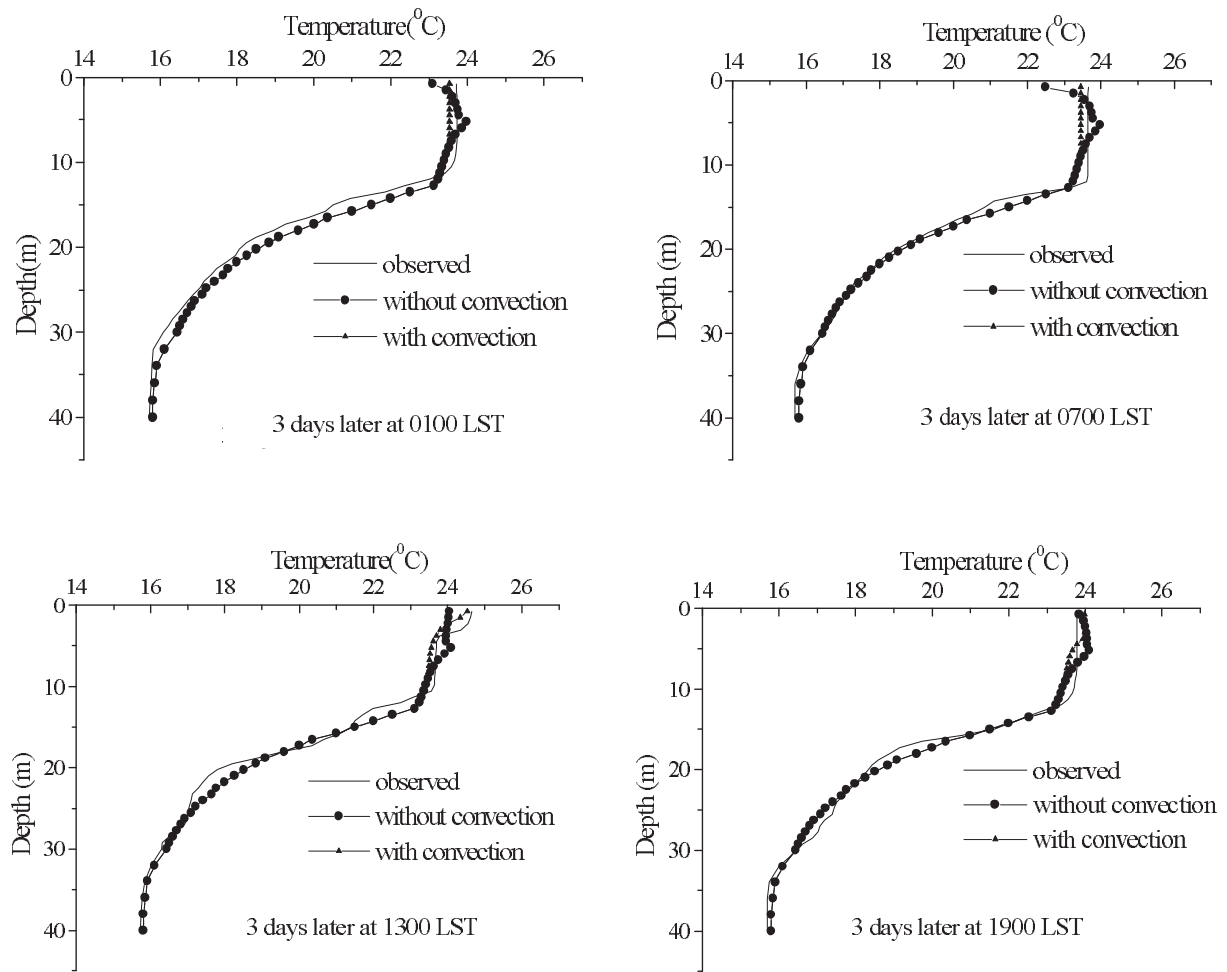 Temperature(⁰C)
14 16 18 20 22 24 26
0
10
20
30
40
Depth(m)
observed
without convection
with convection
3 days later at 0100 LST
Temperature (⁰C)
14 16 18 20 22 24 26
0
10
20
30
40
Depth (m)
observed
without convection
with convection
3 days later at 0700 LST
Temperature(⁰C)
14 16 18 20 22 24 26
0
10
20
30
40
Depth (m)
observed
without convection
with convection
3 days later at 1300 LST
Temperature (⁰C)
14 16 18 20 22 24 26
0
10
20
30
40
Depth (m)
observed
without convection
with convection
3 days later at 1900 LST